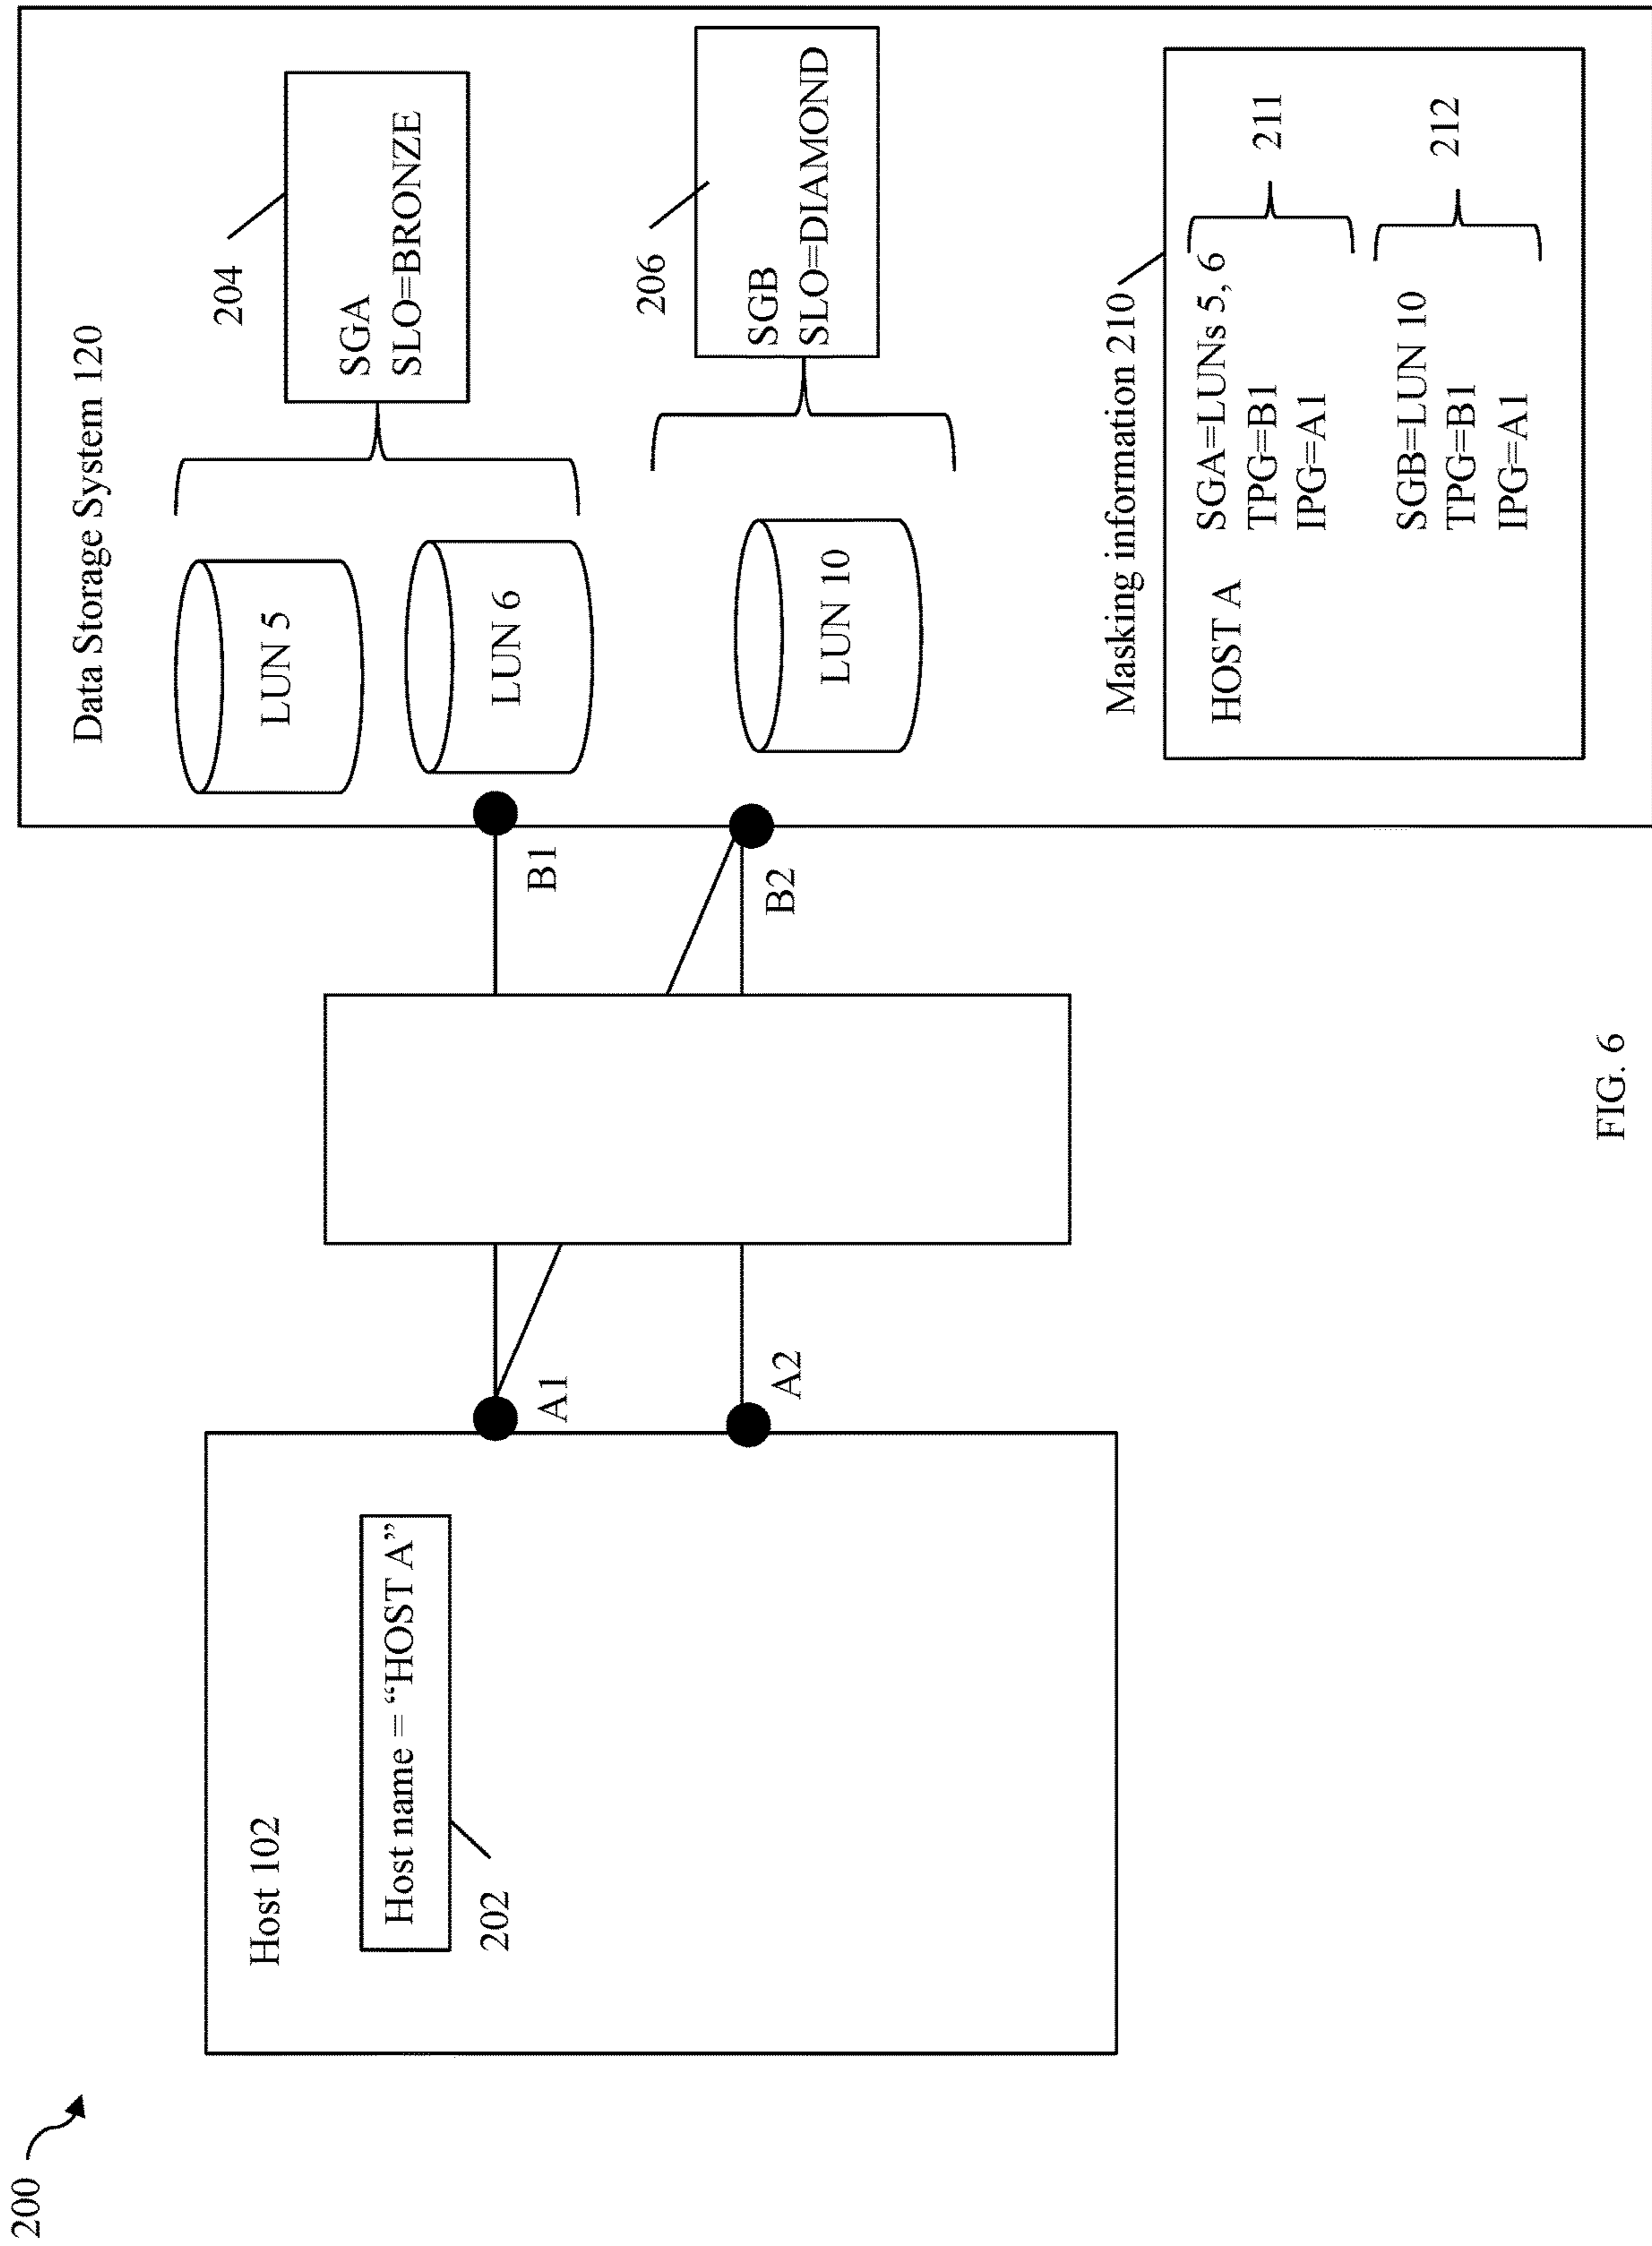 200
Host 102
Host name = “HOST A”
202
A1
A2
B1
B2
Data Storage System 120
LUN 5
LUN 6
LUN 10
204
SGA
SLO=BRONZE
206
SGB
SLO=DIAMOND
Masking information 210
HOST A
SGA=LUNs 5, 6
TPG=B1
IPG=A1
211
SGB=LUN 10
TPG=B1
IPG=A1
212
FIG. 6